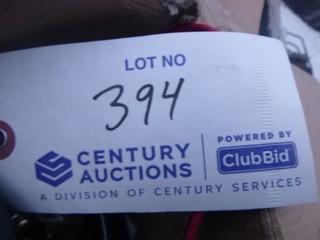 LOT NO
394
CENTURY AUCTIONS
POWERED BY
ClubBid
A DIVISION OF CENTURY SERVICES